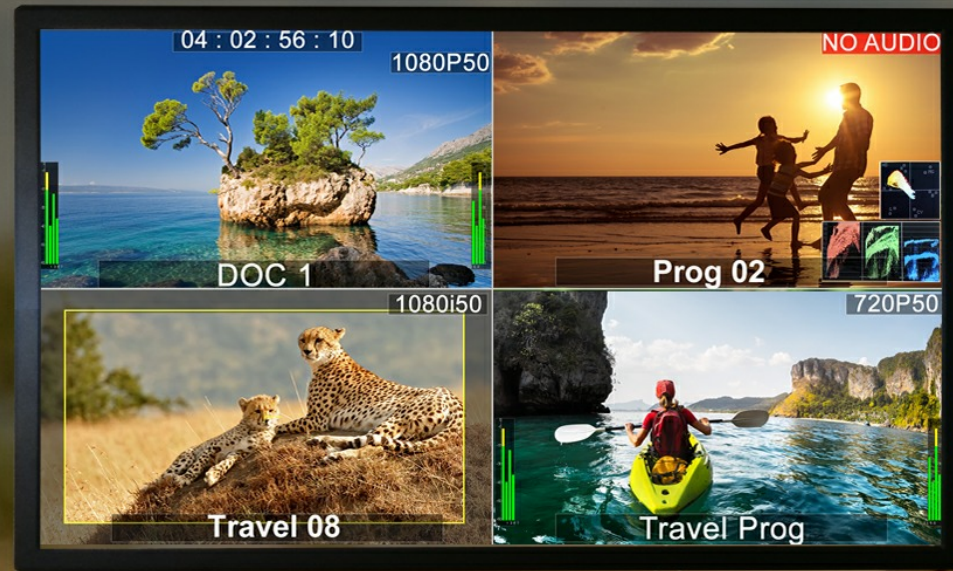 04 : 02 : 56 : 10
1080P50
DOC 1
NO AUDIO
Prog 02
1080i50
Travel 08
720P50
Travel Prog